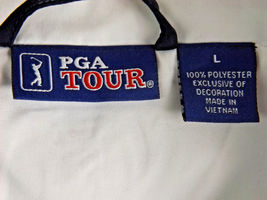 PGA
TOUR®
L
100% POLYESTER
EXCLUSIVE OF
DECORATION
MADE IN
VIETNAM